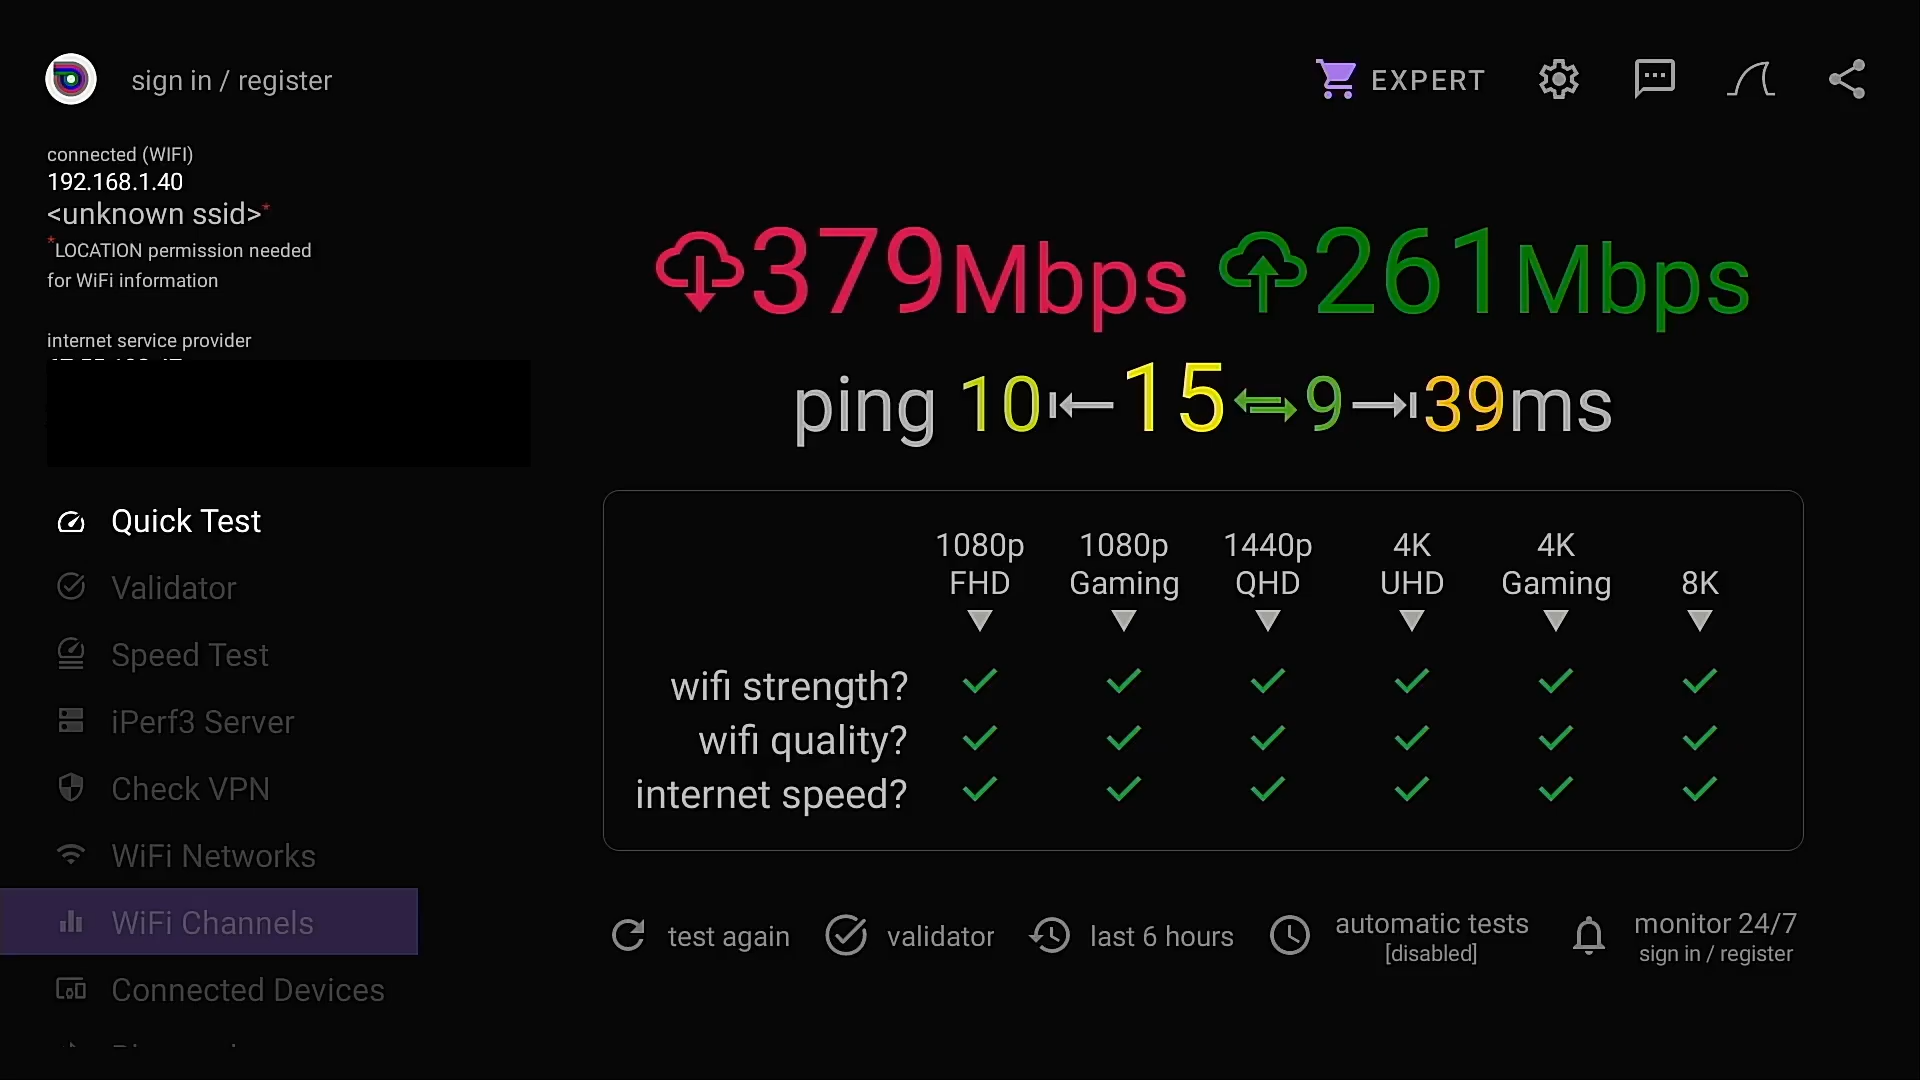 sign in / register
EXPERT
connected (WIFI)
192.168.1.40
<unknown ssid>*
*LOCATION permission needed
for WiFi information
internet service provider
379Mbps 261Mbps
ping 10 15 9 39ms
Quick Test
Validator
Speed Test
iPerf3 Server
Check VPN
WiFi Networks
WiFi Channels
Connected Devices
1080p FHD
1080p Gaming
1440p QHD
4K UHD
4K Gaming
8K
wifi strength?
wifi quality?
internet speed?
test again
validator
last 6 hours
automatic tests
[disabled]
monitor 24/7
sign in / register